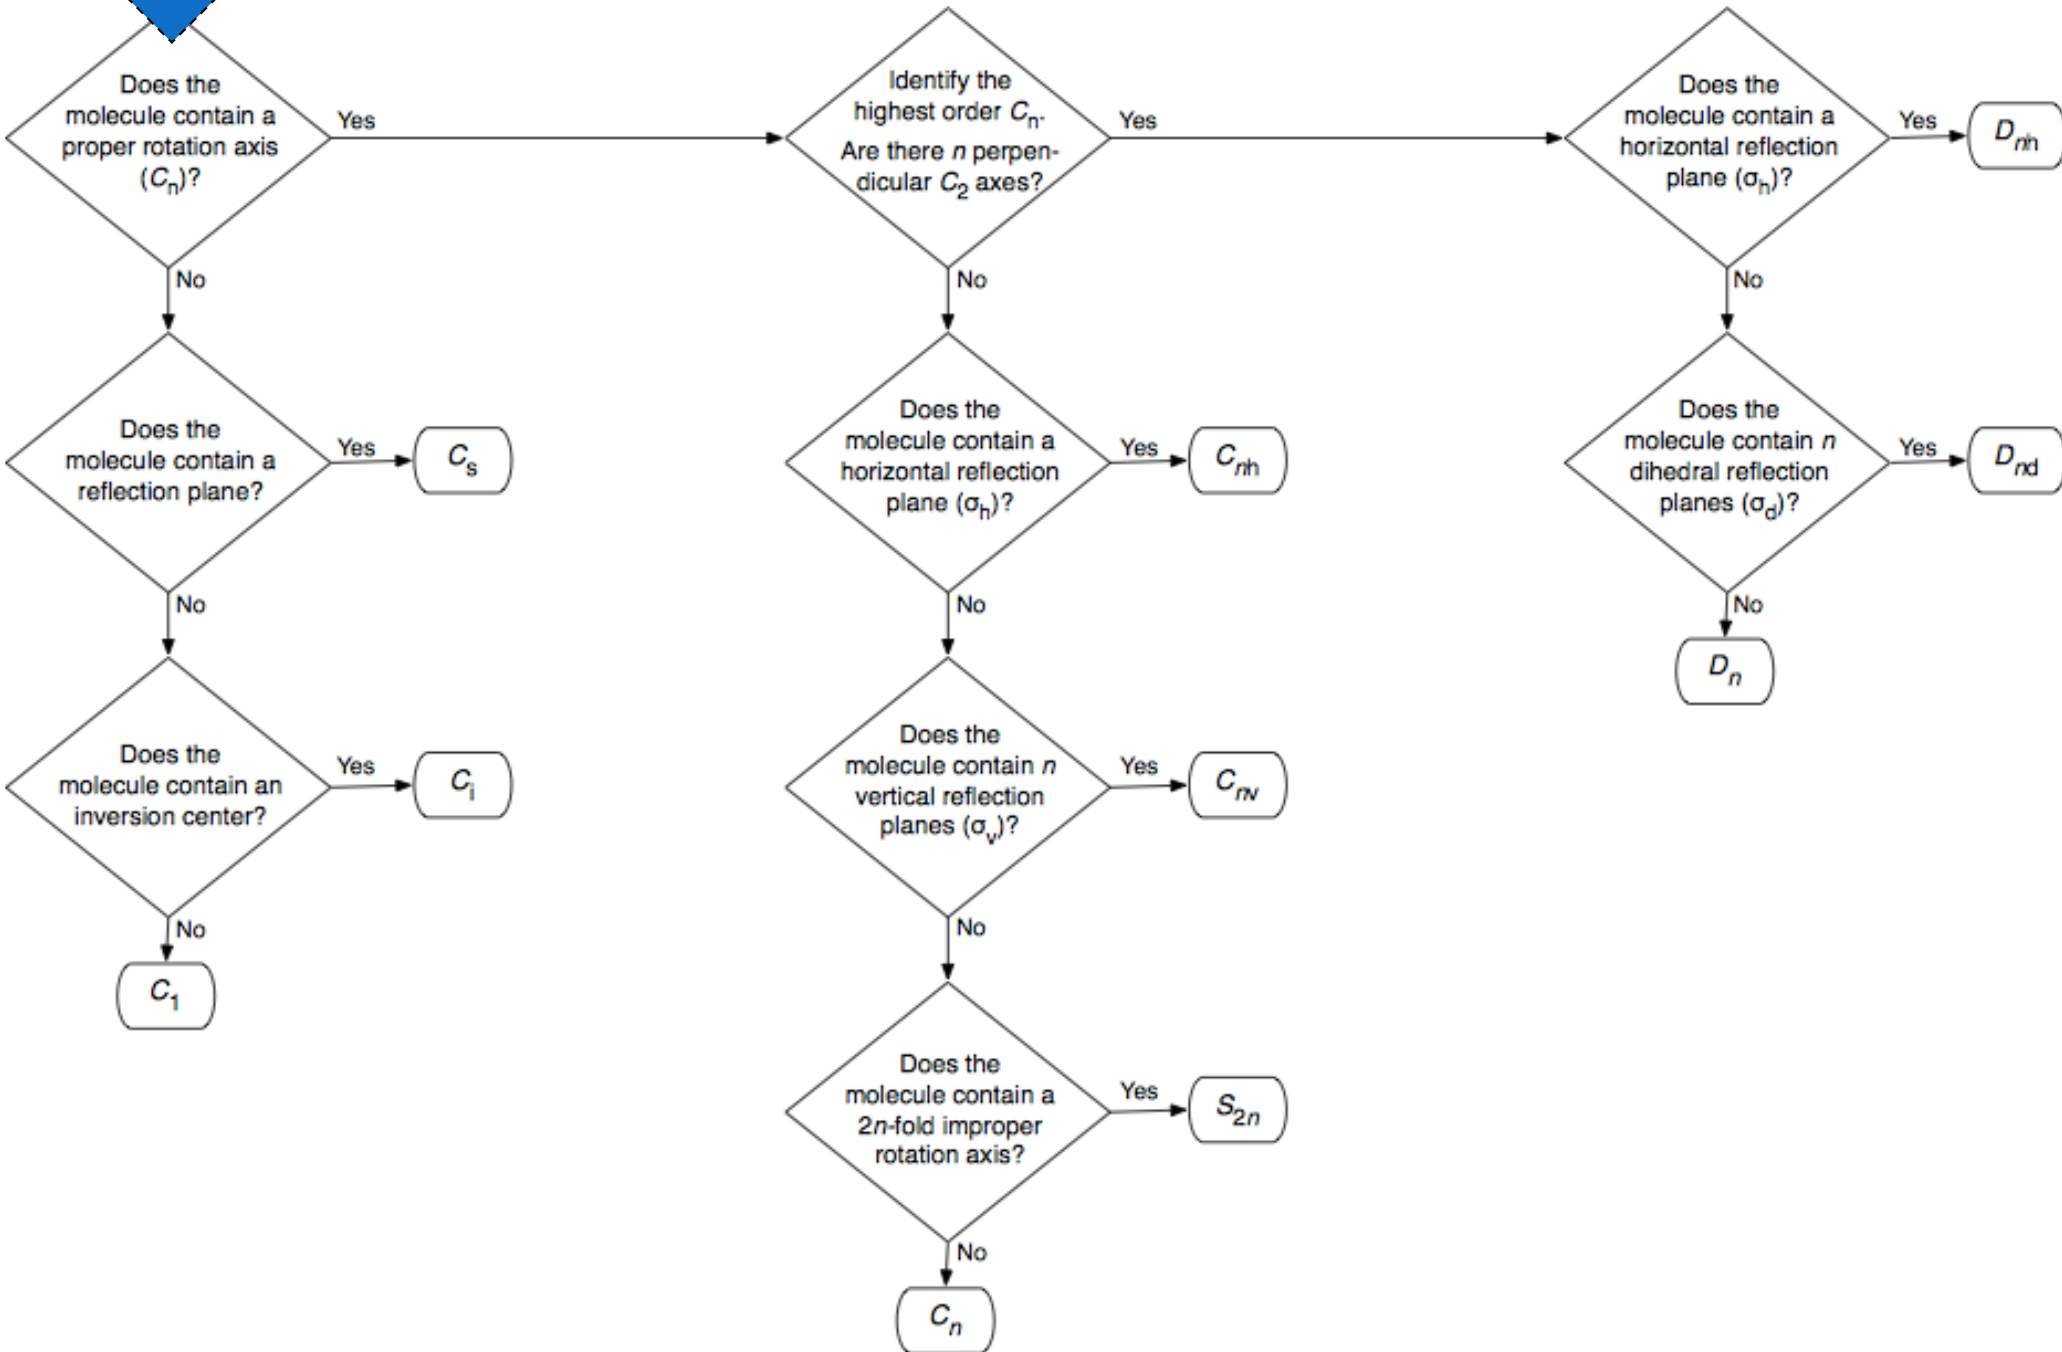 Does the
molecule contain a
proper rotation axis
(Cn)?
Yes
No
Identify the
highest order Cn.
Are there n perpen-
dicular C2 axes?
Yes
No
Does the
molecule contain a
horizontal reflection
plane (σh)?
Yes
Dnh
No
Does the
molecule contain a
reflection plane?
Yes
Cs
No
Does the
molecule contain a
horizontal reflection
plane (σh)?
Yes
Cnh
No
Does the
molecule contain n
dihedral reflection
planes (σd)?
Yes
Dnd
No
Dn
Does the
molecule contain an
inversion center?
Yes
Ci
No
C1
Does the
molecule contain n
vertical reflection
planes (σv)?
Yes
Cnv
No
Does the
molecule contain a
2n-fold improper
rotation axis?
Yes
S2n
No
Cn